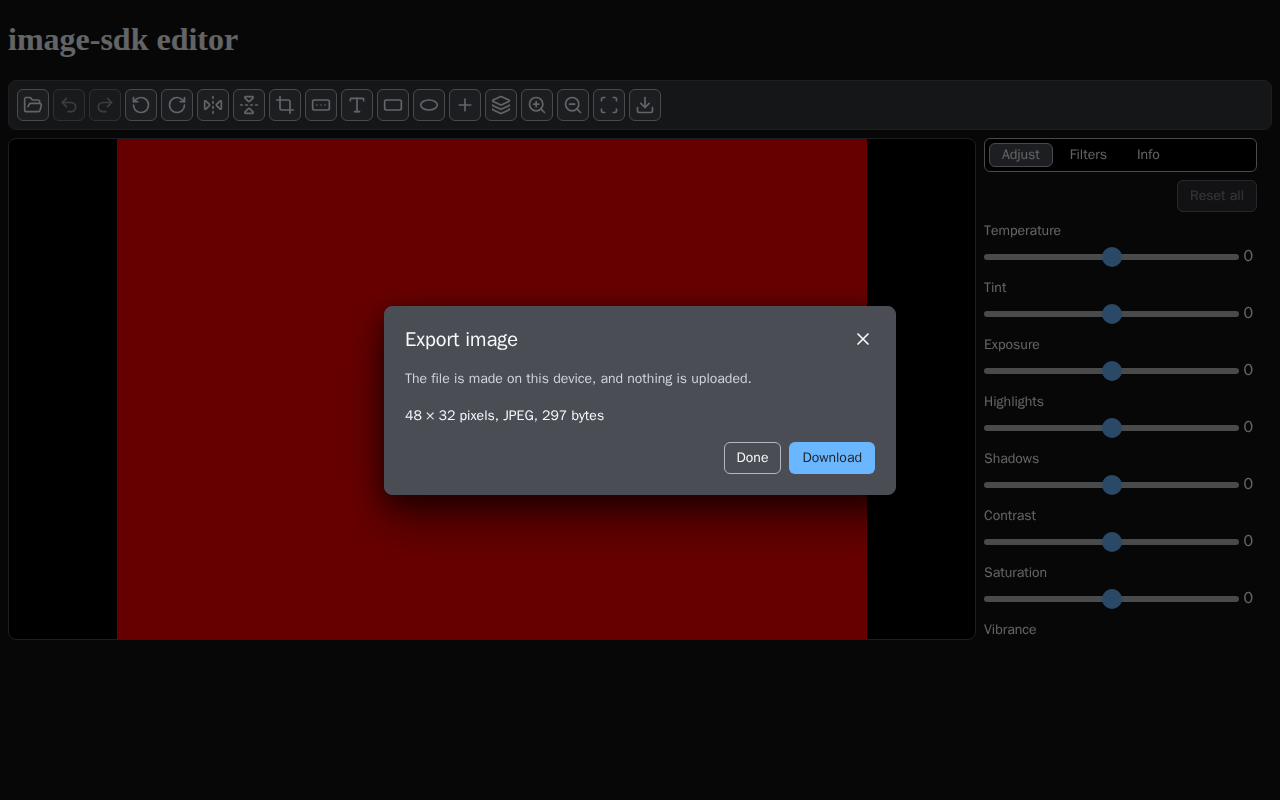 image-sdk editor
Adjust Filters Info
Reset all
Temperature
0
Tint
0
Exposure
0
Highlights
0
Shadows
0
Contrast
0
Saturation
0
Vibrance
Export image
The file is made on this device, and nothing is uploaded.
48 × 32 pixels, JPEG, 297 bytes
Done Download